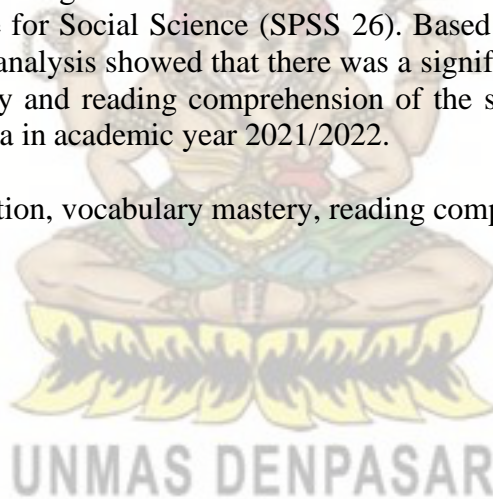 e for Social Science (SPSS 26). Based
analysis showed that there was a signif
y and reading comprehension of the s
a in academic year 2021/2022.
tion, vocabulary mastery, reading comp
UNMAS DENPASAR